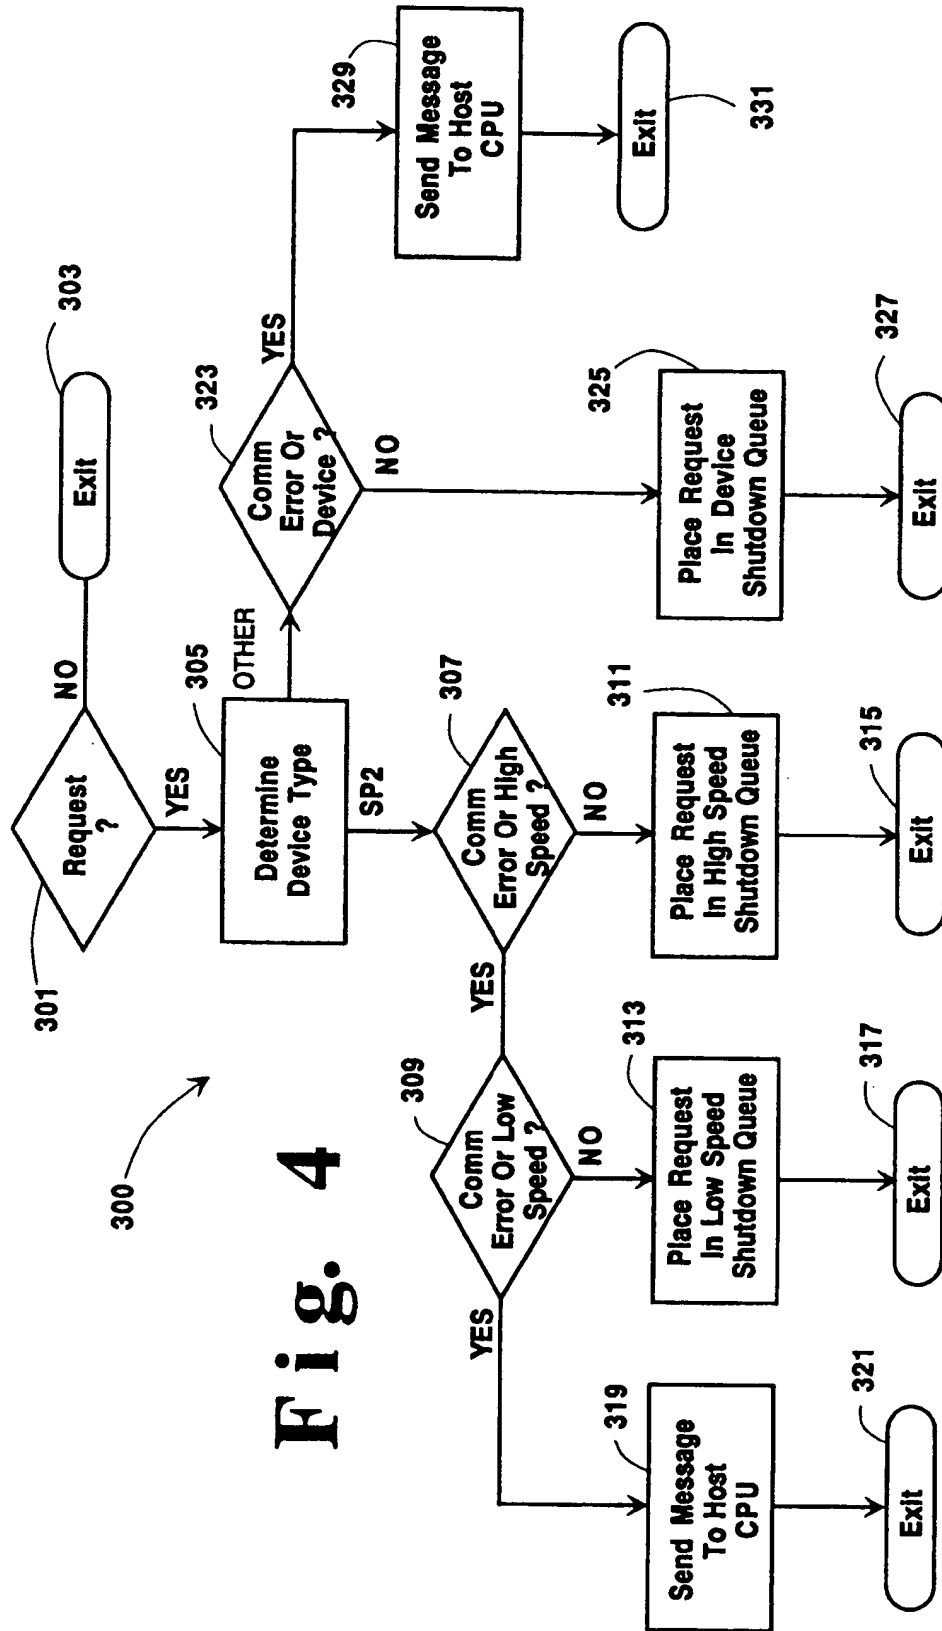 300
Fig. 4
301
Request
?
NO
303
Exit
YES
305
Determine
Device Type
OTHER
SP2
323
Comm
Error Or
Device ?
YES
NO
329
Send Message
To Host
CPU
Exit
331
325
Place Request
In Device
Shutdown Queue
327
Exit
307
Comm
Error Or High
Speed ?
YES
NO
311
Place Request
In High Speed
Shutdown Queue
315
Exit
309
Comm
Error Or Low
Speed ?
YES
NO
313
Place Request
In Low Speed
Shutdown Queue
317
Exit
319
Send Message
To Host
CPU
321
Exit